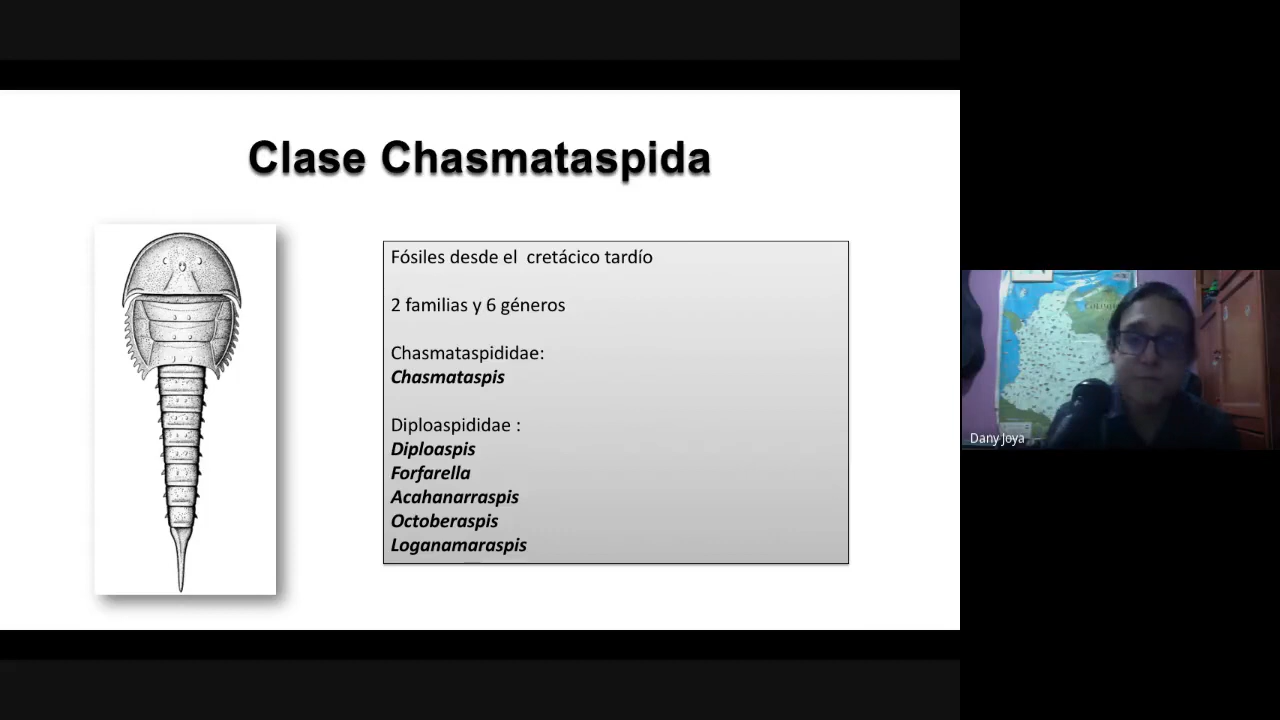 Clase Chasmataspida
Fósiles desde el cretácico tardío
2 familias y 6 géneros
Chasmataspididae:
Chasmataspis
Diploaspididae :
Diploaspis
Forfarella
Acahanarraspis
Octoberaspis
Loganamaraspis
Dany Joya